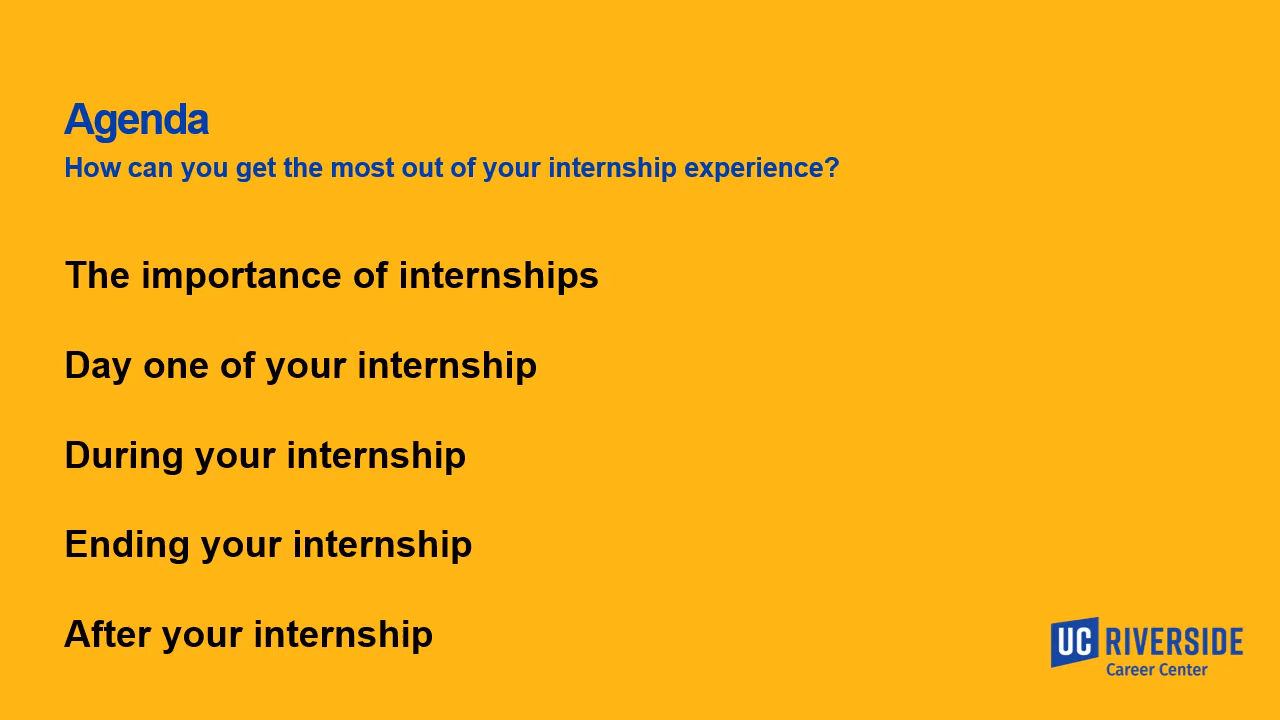 Agenda
How can you get the most out of your internship experience?
The importance of internships
Day one of your internship
During your internship
Ending your internship
After your internship
UC RIVERSIDE
Career Center